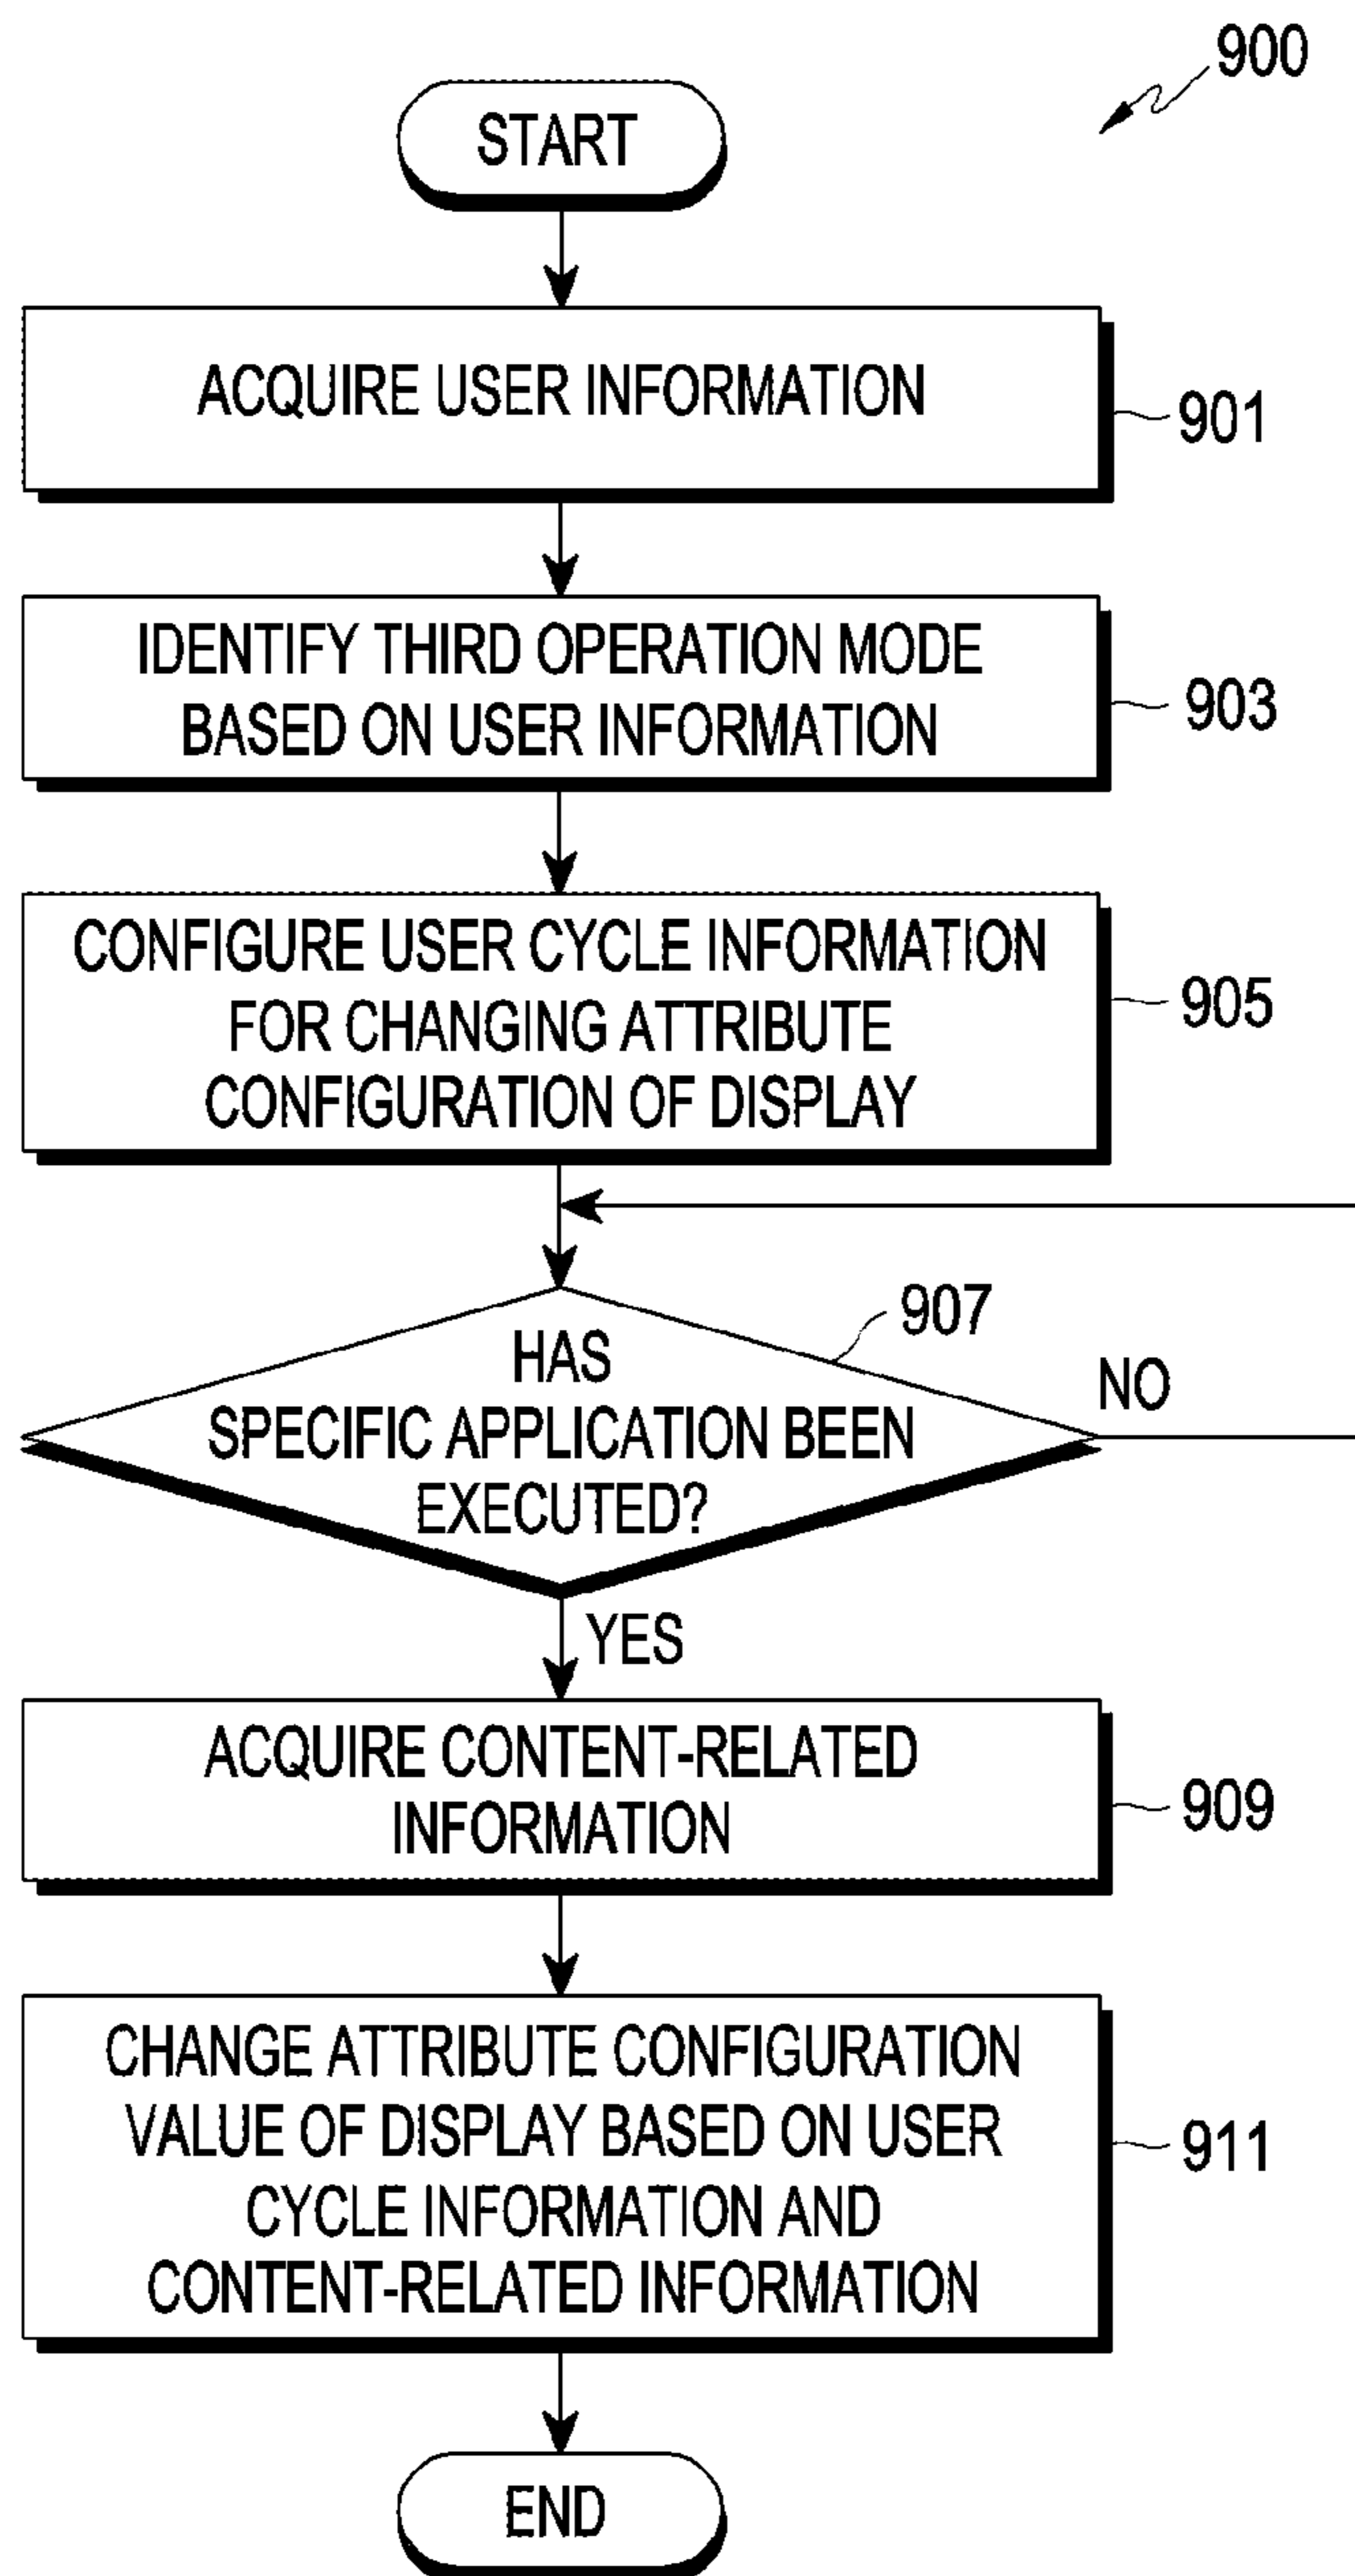 900
START
ACQUIRE USER INFORMATION
901
IDENTIFY THIRD OPERATION MODE
BASED ON USER INFORMATION
903
CONFIGURE USER CYCLE INFORMATION
FOR CHANGING ATTRIBUTE
CONFIGURATION OF DISPLAY
905
907
HAS
SPECIFIC APPLICATION BEEN
EXECUTED?
NO
YES
ACQUIRE CONTENT-RELATED
INFORMATION
909
CHANGE ATTRIBUTE CONFIGURATION
VALUE OF DISPLAY BASED ON USER
CYCLE INFORMATION AND
CONTENT-RELATED INFORMATION
911
END